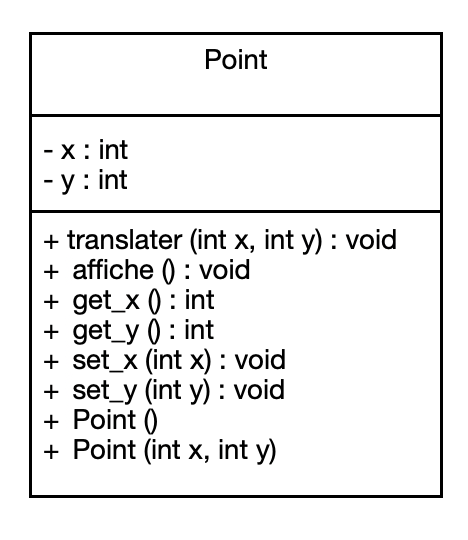 Point
- x : int
- y : int
+ translater (int x, int y) : void
+ affiche () : void
+ get_x () : int
+ get_y () : int
+ set_x (int x) : void
+ set_y (int y) : void
+ Point ()
+ Point (int x, int y)